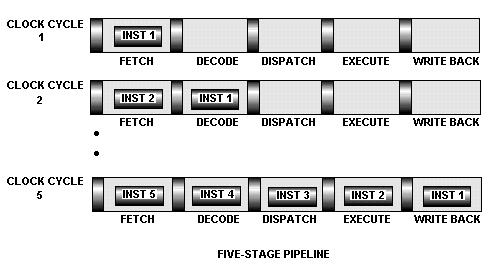 CLOCK CYCLE
1
INST 1
FETCH DECODE DISPATCH EXECUTE WRITE BACK
CLOCK CYCLE
2
INST 2 INST 1
FETCH DECODE DISPATCH EXECUTE WRITE BACK
CLOCK CYCLE
5
INST 5 INST 4 INST 3 INST 2 INST 1
FETCH DECODE DISPATCH EXECUTE WRITE BACK
FIVE-STAGE PIPELINE